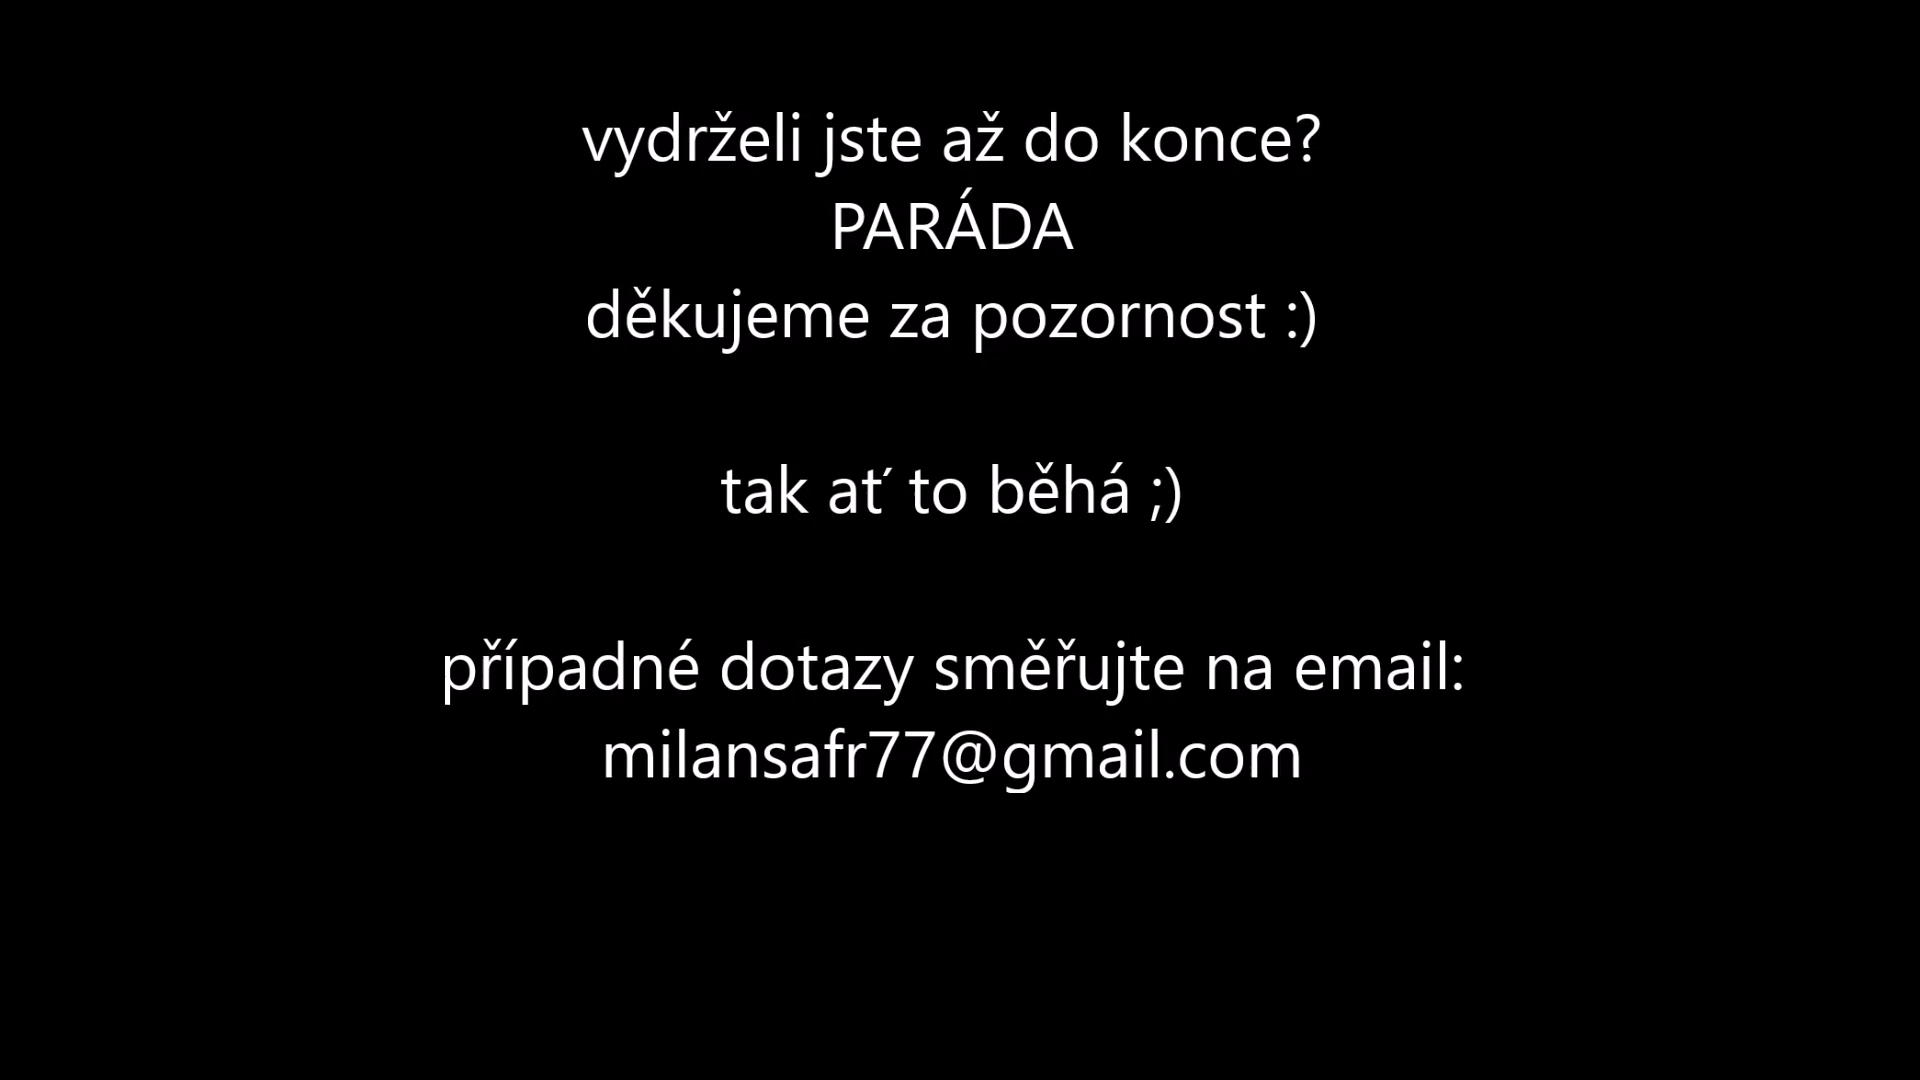 vydrželi jste až do konce?
PARÁDA
děkujeme za pozornost :)
tak ať to běhá ;)
případné dotazy směřujte na email:
milansafr77@gmail.com